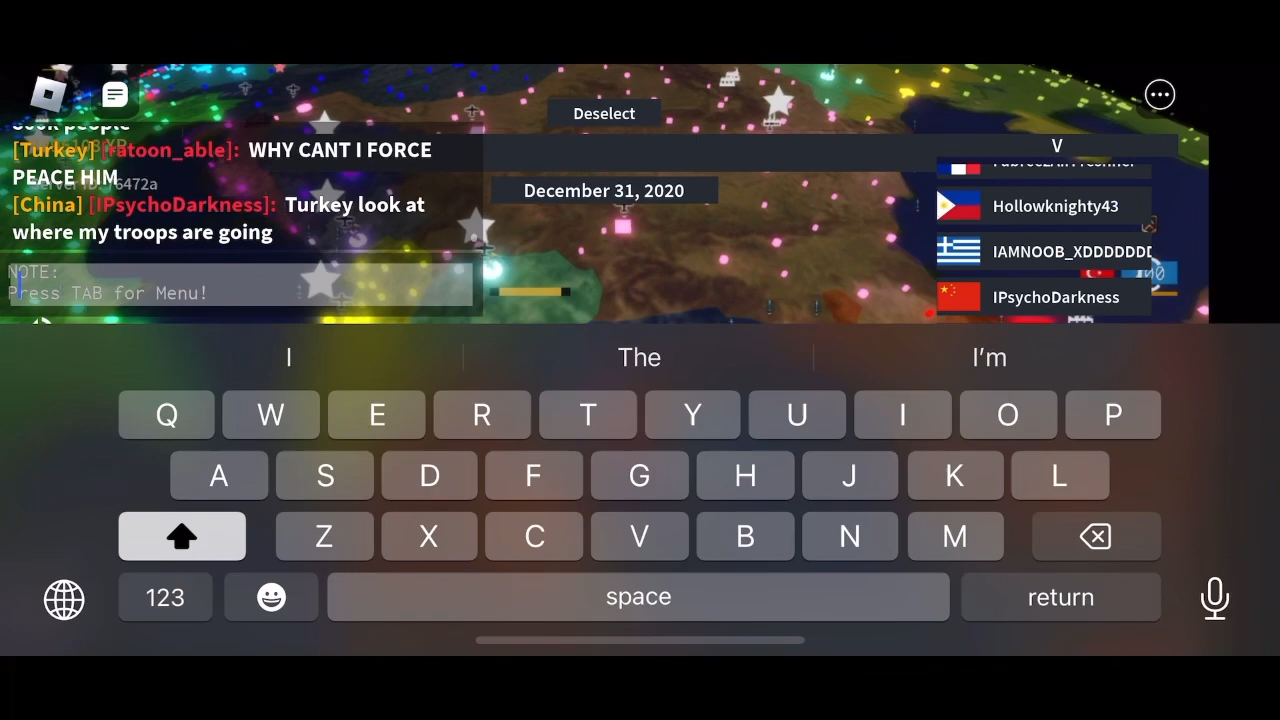 Deselect
[Turkey] [ratoon_able]: WHY CANT I FORCE
PEACE HIM
[China] [IPsychoDarkness]: Turkey look at
where my troops are going
NOTE:
Press TAB for Menu!
December 31, 2020
V
Hollowknighty43
IAMNOOB_XDDDDDDD
IPsychoDarkness
I The I'm
Q W E R T Y U I O P
A S D F G H J K L
Z X C V B N M
123 space return